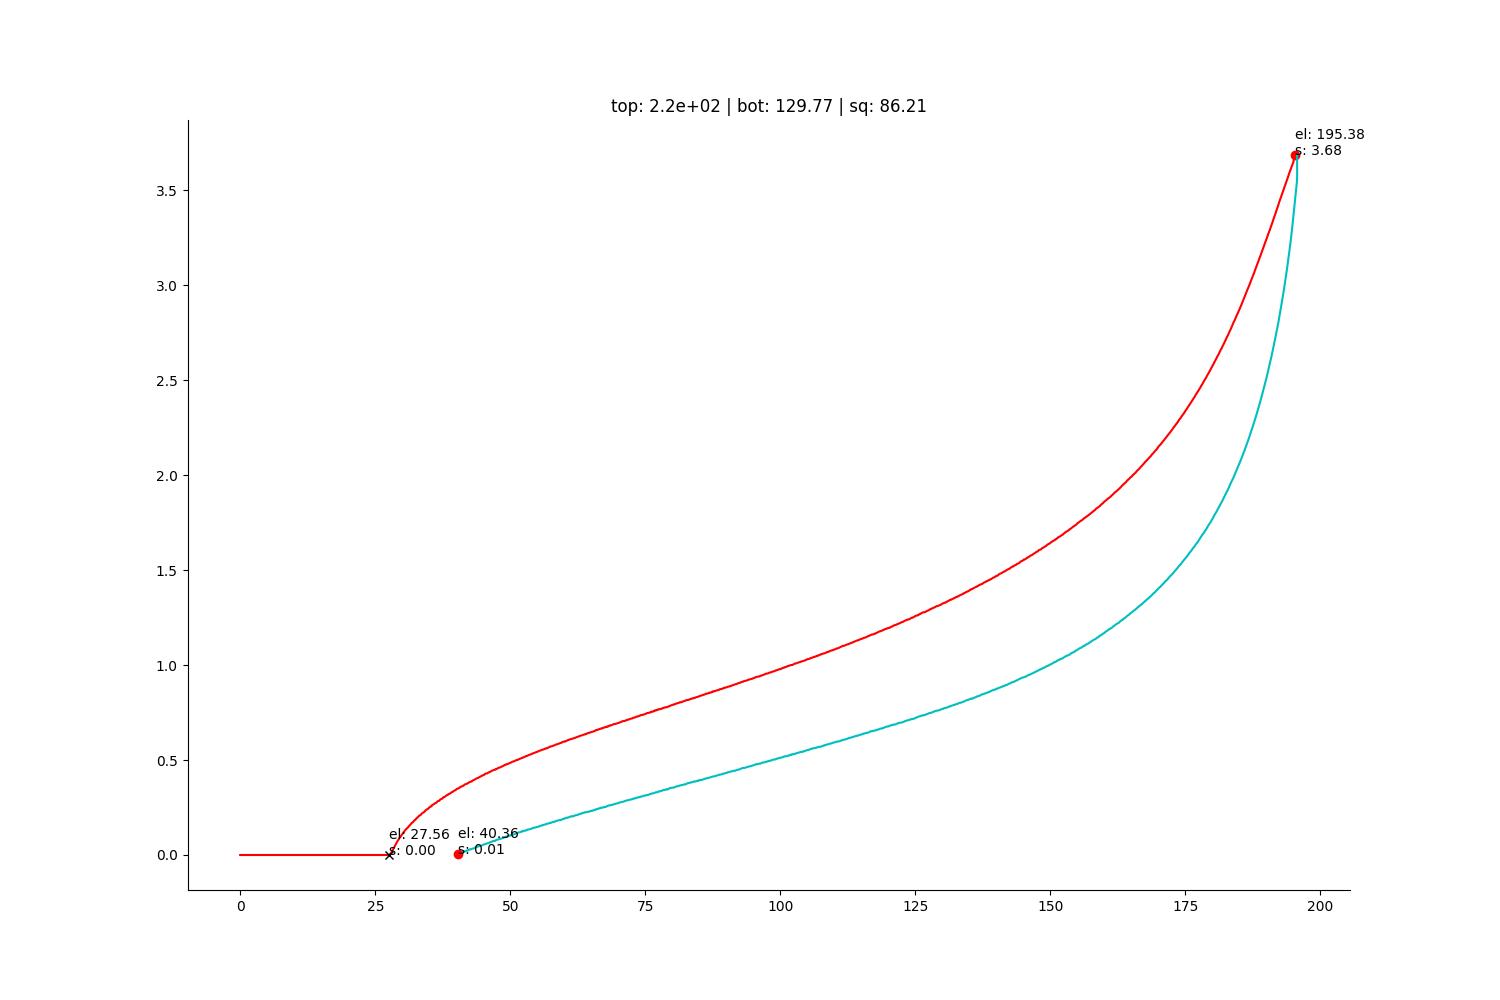 top: 2.2e+02 | bot: 129.77 | sq: 86.21
el: 195.38
s: 3.68
3.5
3.0
2.5
2.0
1.5
1.0
0.5
0.0
el: 27.56
s: 0.00
el: 40.36
s: 0.01
0 25 50 75 100 125 150 175 200